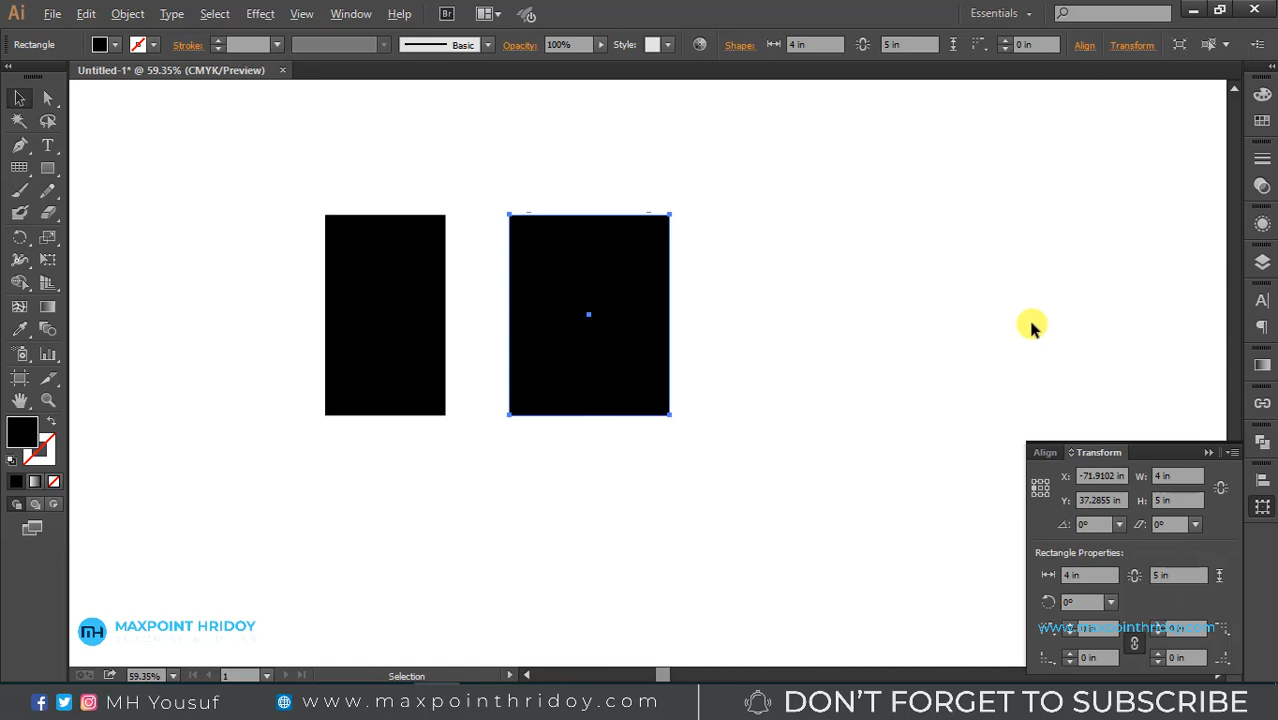 Ai File Edit Object Type Select Effect View Window Help Br Essentials
Rectangle Stroke: Basic Opacity: 100% Style: Shape: 4 in 5 in 0 in Align Transform
Untitled-1* @ 59.35% (CMYK/Preview)
Align Transform
X: -71.9102 in W: 4 in
Y: 37.2855 in H: 5 in
0° 0°
Rectangle Properties:
4 in 5 in
0°
www.maxpointhridoy.com
0 in 0 in
MH MAXPOINT HRIDOY
59.35% 1 Selection
MH Yousuf www.maxpointhridoy.com DON'T FORGET TO SUBSCRIBE